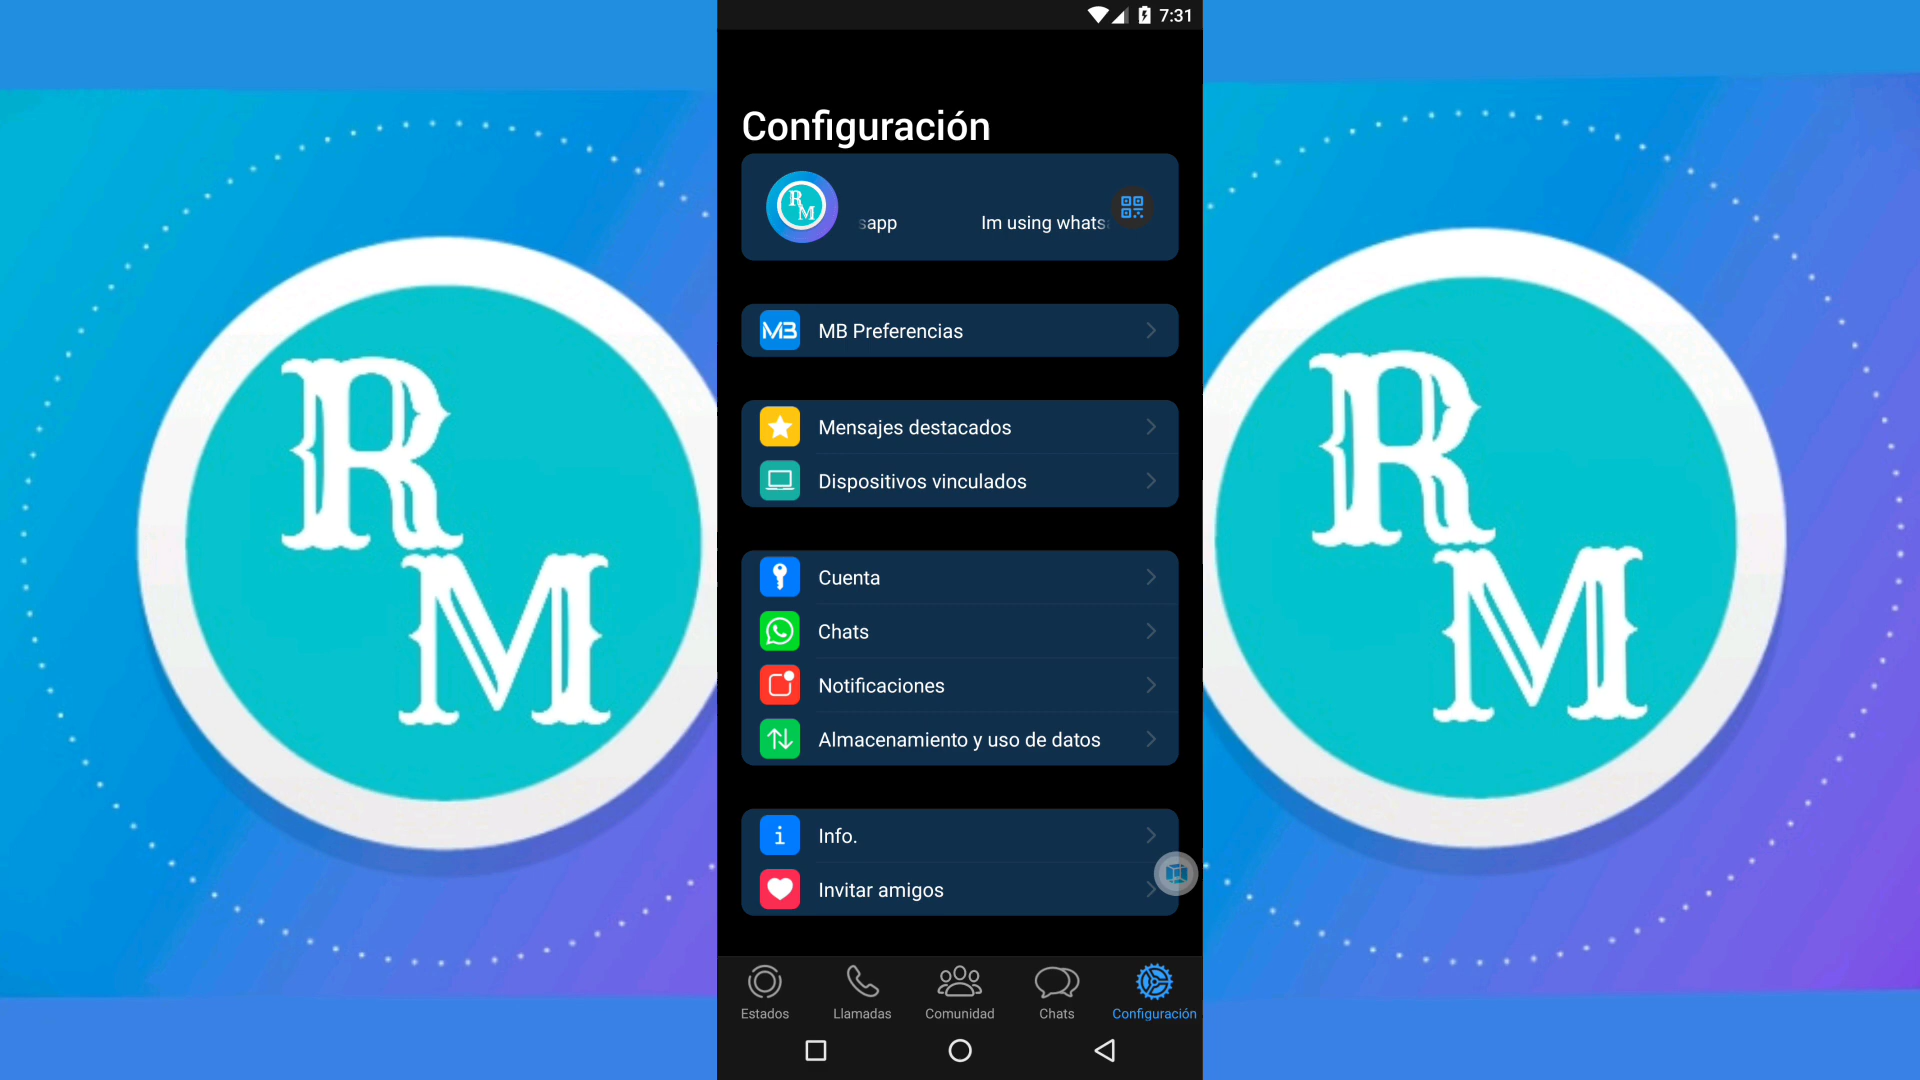 7:31
Configuración
R
M
sapp Im using whats
MB
MB Preferencias
Mensajes destacados
Dispositivos vinculados
Cuenta
Chats
Notificaciones
Almacenamiento y uso de datos
i
Info.
Invitar amigos
Estados Llamadas Comunidad Chats Configuración
R
M
R
M